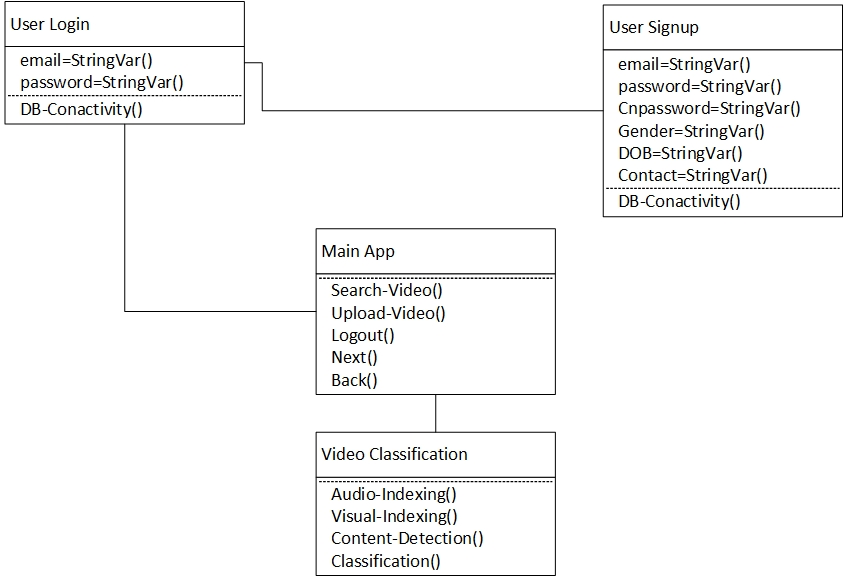 User Login
email=StringVar()
password=StringVar()
DB-Conactivity()
User Signup
email=StringVar()
password=StringVar()
Cnpassword=StringVar()
Gender=StringVar()
DOB=StringVar()
Contact=StringVar()
DB-Conactivity()
Main App
Search-Video()
Upload-Video()
Logout()
Next()
Back()
Video Classification
Audio-Indexing()
Visual-Indexing()
Content-Detection()
Classification()